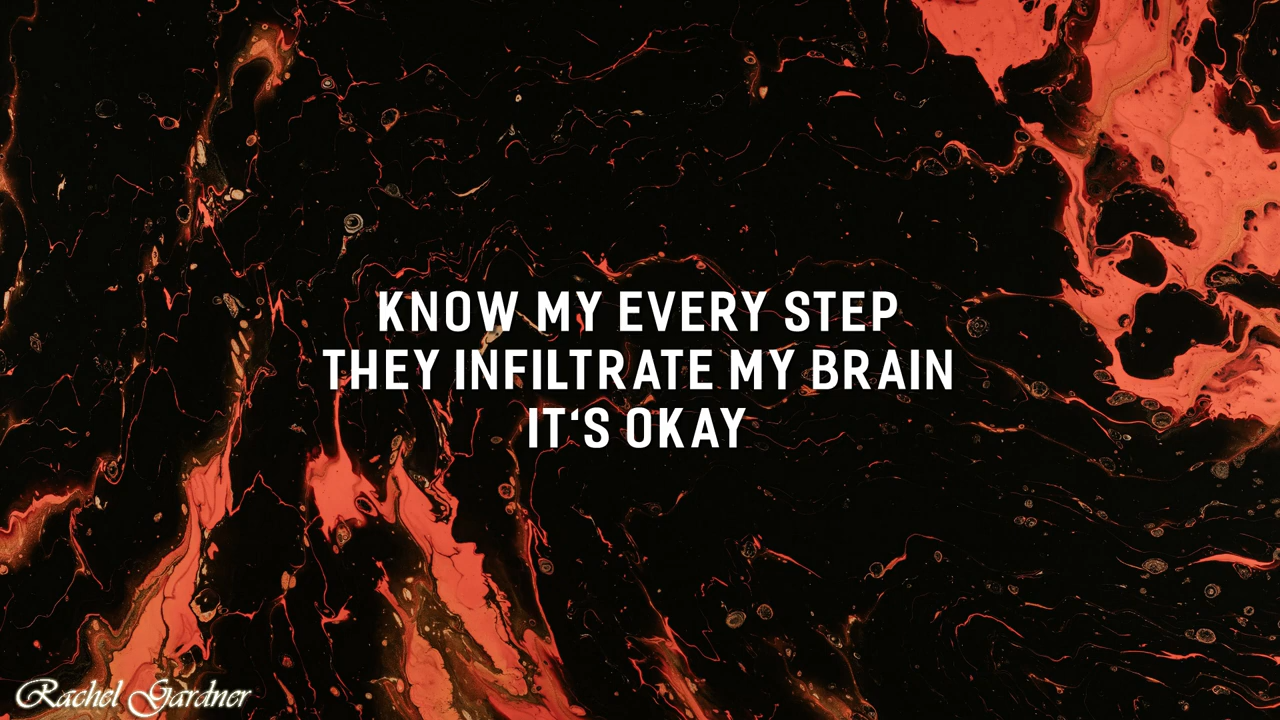 KNOW MY EVERY STEP
THEY INFILTRATE MY BRAIN
IT‘S OKAY
Rachel Gardner